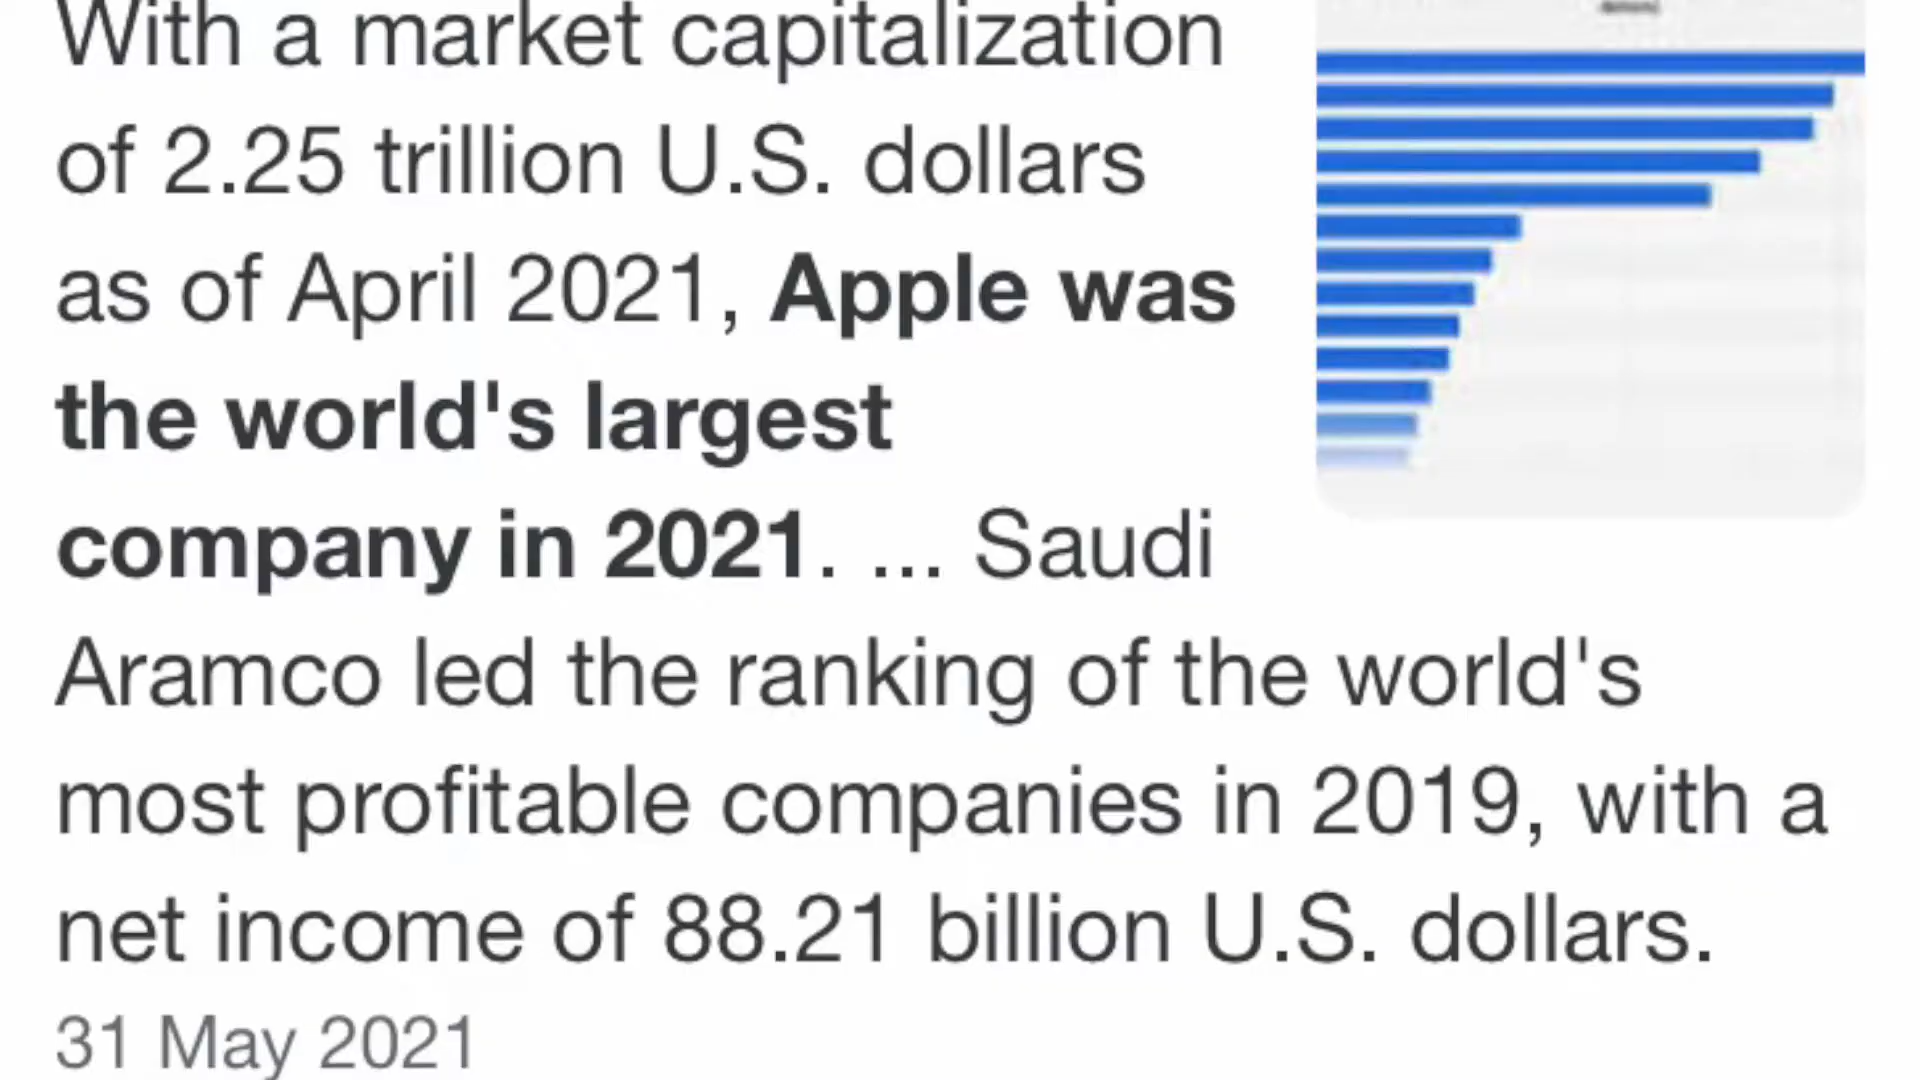 With a market capitalization
of 2.25 trillion U.S. dollars
as of April 2021, Apple was
the world's largest
company in 2021. ... Saudi
Aramco led the ranking of the world's
most profitable companies in 2019, with a
net income of 88.21 billion U.S. dollars.
31 May 2021